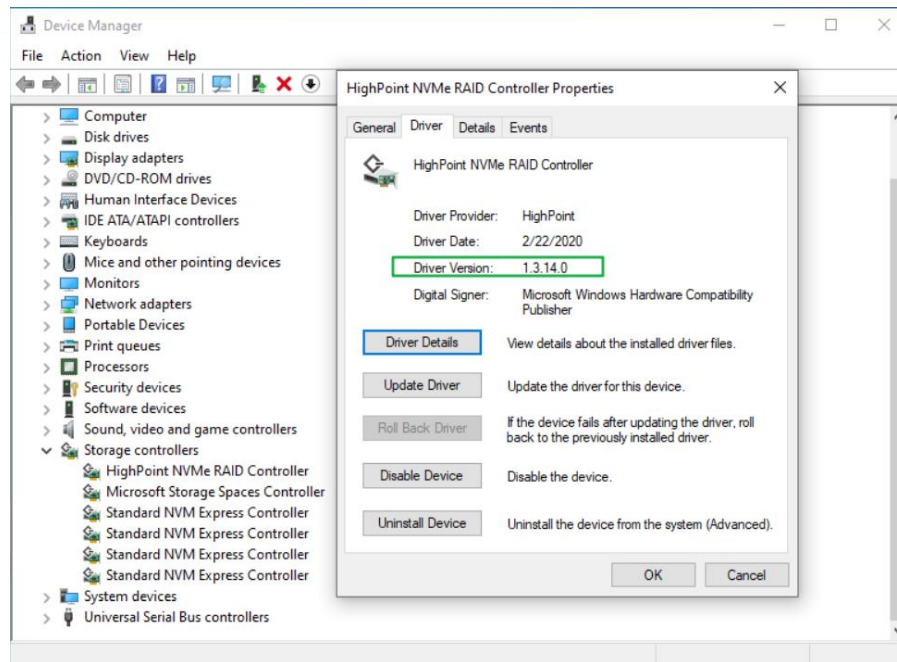 Device Manager
File Action View Help
Computer
Disk drives
Display adapters
DVD/CD-ROM drives
Human Interface Devices
IDE ATA/ATAPI controllers
Keyboards
Mice and other pointing devices
Monitors
Network adapters
Portable Devices
Print queues
Processors
Security devices
Software devices
Sound, video and game controllers
Storage controllers
HighPoint NVMe RAID Controller
Microsoft Storage Spaces Controller
Standard NVM Express Controller
Standard NVM Express Controller
Standard NVM Express Controller
Standard NVM Express Controller
System devices
Universal Serial Bus controllers
HighPoint NVMe RAID Controller Properties
General Driver Details Events
HighPoint NVMe RAID Controller
Driver Provider: HighPoint
Driver Date: 2/22/2020
Driver Version: 1.3.14.0
Digital Signer: Microsoft Windows Hardware Compatibility
Publisher
Driver Details View details about the installed driver files.
Update Driver Update the driver for this device.
Roll Back Driver If the device fails after updating the driver, roll
back to the previously installed driver.
Disable Device Disable the device.
Uninstall Device Uninstall the device from the system (Advanced).
OK Cancel